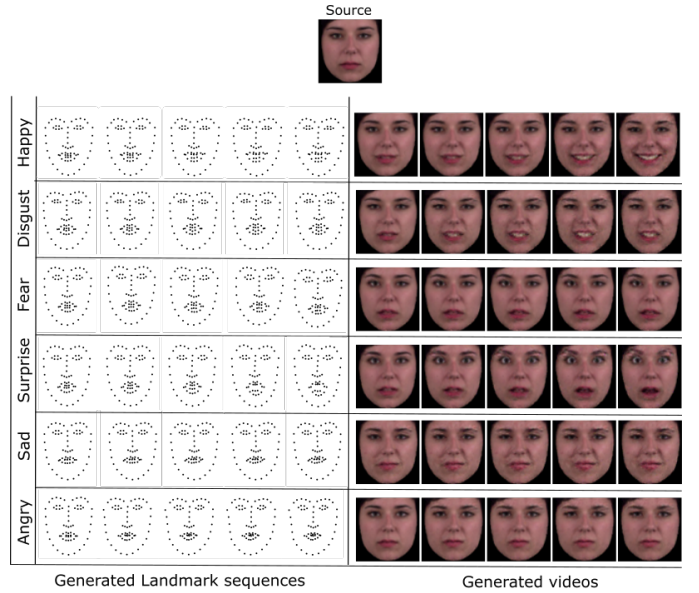 Source
Happy
Disgust
Fear
Surprise
Sad
Angry
Generated Landmark sequences
Generated videos